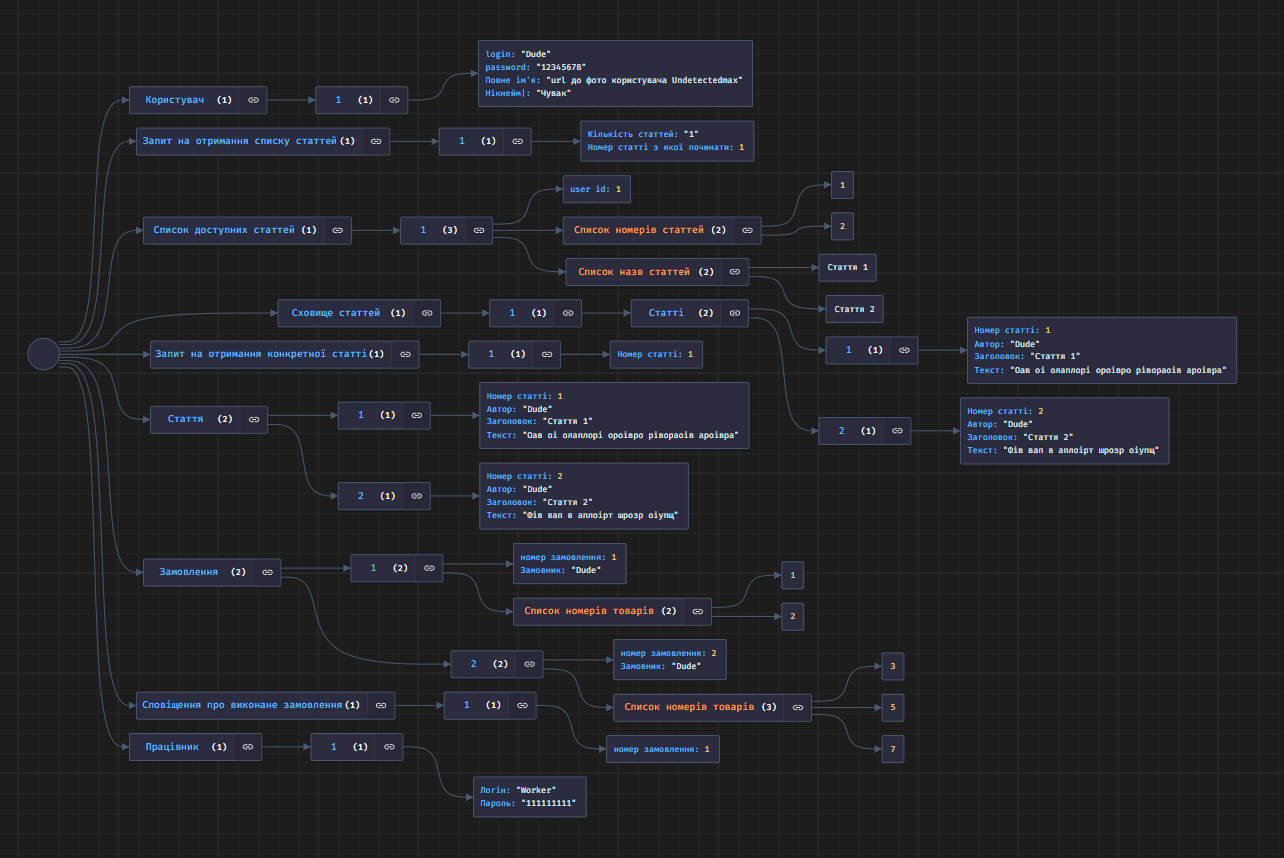 login: "Dude"
password: "12345678"
Повне ім'я: "url до фото користувача Undetectedmax"
Нікнейм|: "Чувак"
Користувач (1)
1 (1)
Запит на отримання списку статтей(1)
1 (1)
Кількість статтей: "1"
Номер статті з якої починати: 1
Список доступних статтей (1)
1 (3)
user id: 1
Список номерів статтей (2)
1
2
Список назв статтей (2)
Стаття 1
Стаття 2
Сховище статтей (1)
1 (1)
Статті (2)
1 (1)
Номер статті: 1
Автор: "Dude"
Заголовок: "Стаття 1"
Текст: "Оав оі олаплорі ороівро рівораоів ароівра"
2 (1)
Номер статті: 2
Автор: "Dude"
Заголовок: "Стаття 2"
Текст: "Фів вап в аплоірт шрозр оіупщ"
Запит на отримання конкретної статті(1)
1 (1)
Номер статті: 1
Стаття (2)
1 (1)
Номер статті: 1
Автор: "Dude"
Заголовок: "Стаття 1"
Текст: "Оав оі олаплорі ороівро рівораоів ароівра"
2 (1)
Номер статті: 2
Автор: "Dude"
Заголовок: "Стаття 2"
Текст: "Фів вап в аплоірт шрозр оіупщ"
Замовлення (2)
1 (2)
номер замовлення: 1
Замовник: "Dude"
Список номерів товарів (2)
1
2
2 (2)
номер замовлення: 2
Замовник: "Dude"
Список номерів товарів (3)
3
5
7
Сповіщення про виконане замовлення(1)
1 (1)
номер замовлення: 1
Працівник (1)
1 (1)
Логін: "Worker"
Пароль: "111111111"